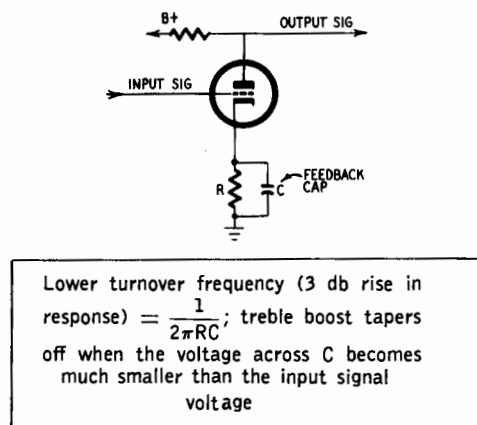 B+
OUTPUT SIG
INPUT SIG
R
C
FEEDBACK
CAP
Lower turnover frequency (3 db rise in
response) = 1/2πRC; treble boost tapers
off when the voltage across C becomes
much smaller than the input signal
voltage